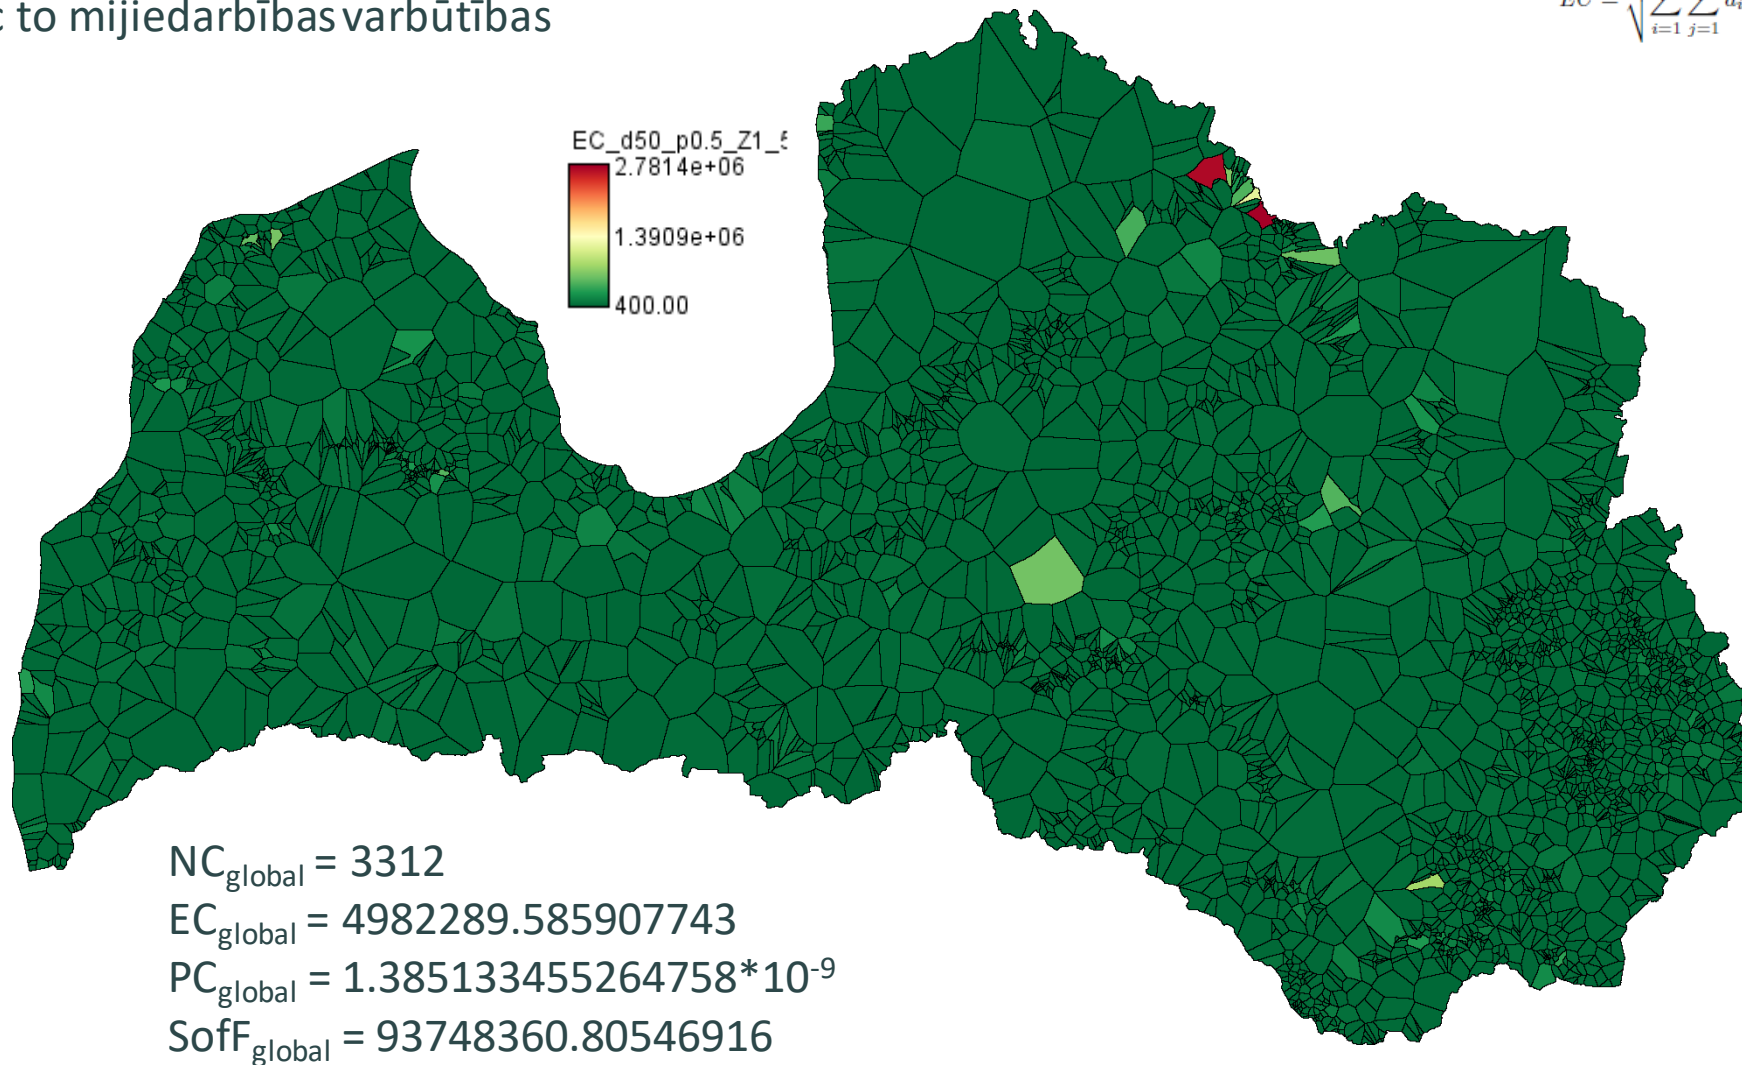 to mijiedarbības varbūtības
EC_d50_p0.5_Z1_
2.7814e+06
1.3909e+06
400.00
NCglobal = 3312
ECglobal = 4982289.585907743
PCglobal = 1.385133455264758*10-9
SofFglobal = 93748360.80546916